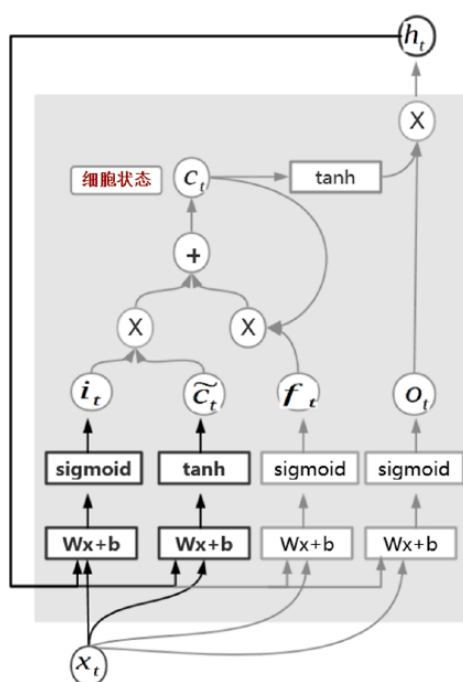 h_t
X
细胞状态
c_t
tanh
+
X
X
i_t
c̃_t
f_t
o_t
sigmoid
tanh
sigmoid
sigmoid
Wx+b
Wx+b
Wx+b
Wx+b
x_t